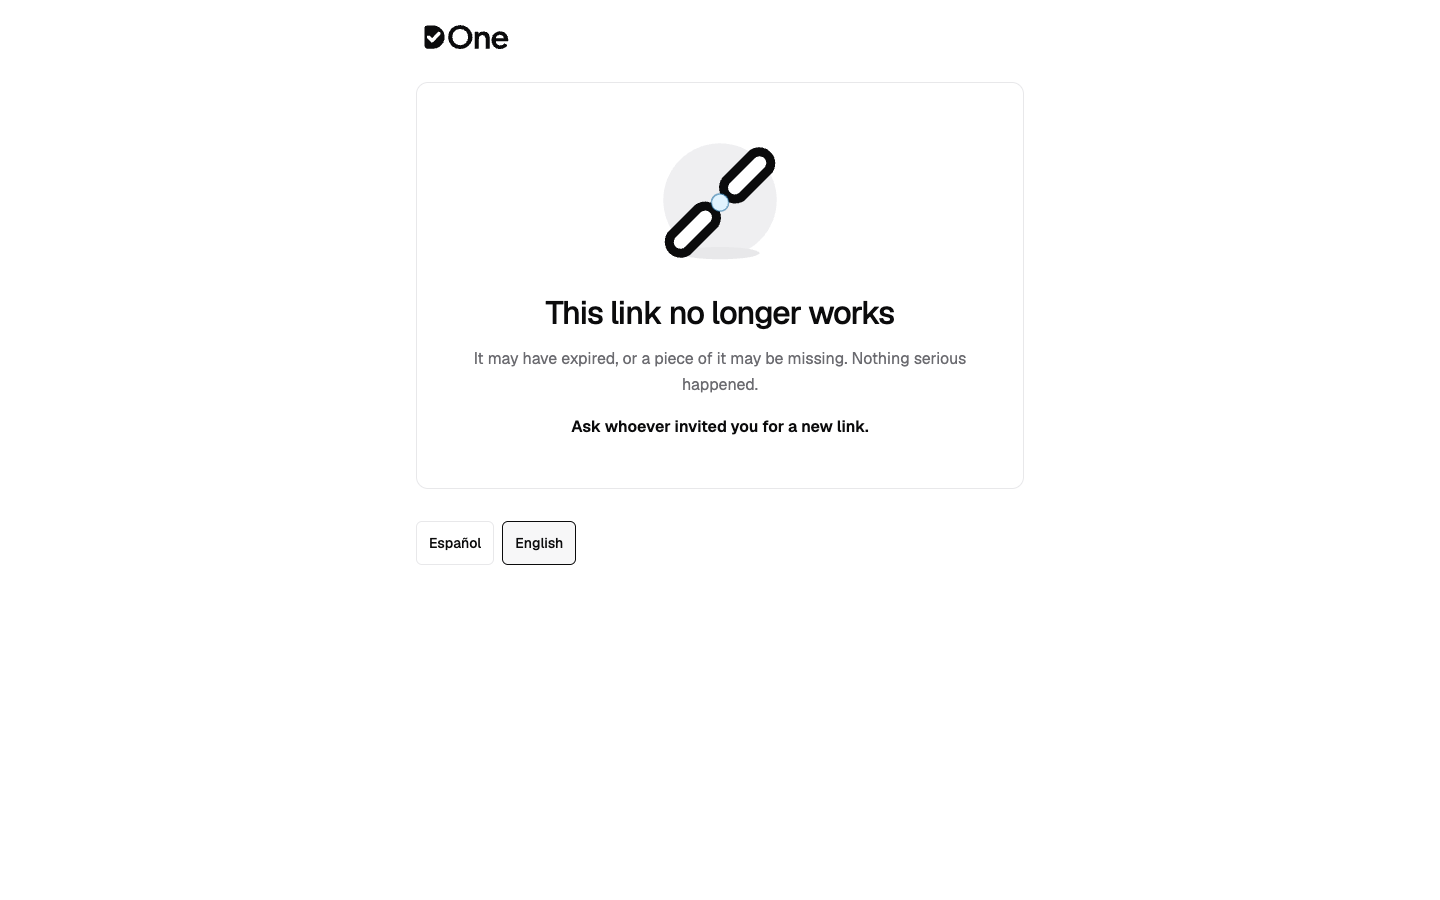 DOne
This link no longer works
It may have expired, or a piece of it may be missing. Nothing serious
happened.
Ask whoever invited you for a new link.
Español
English